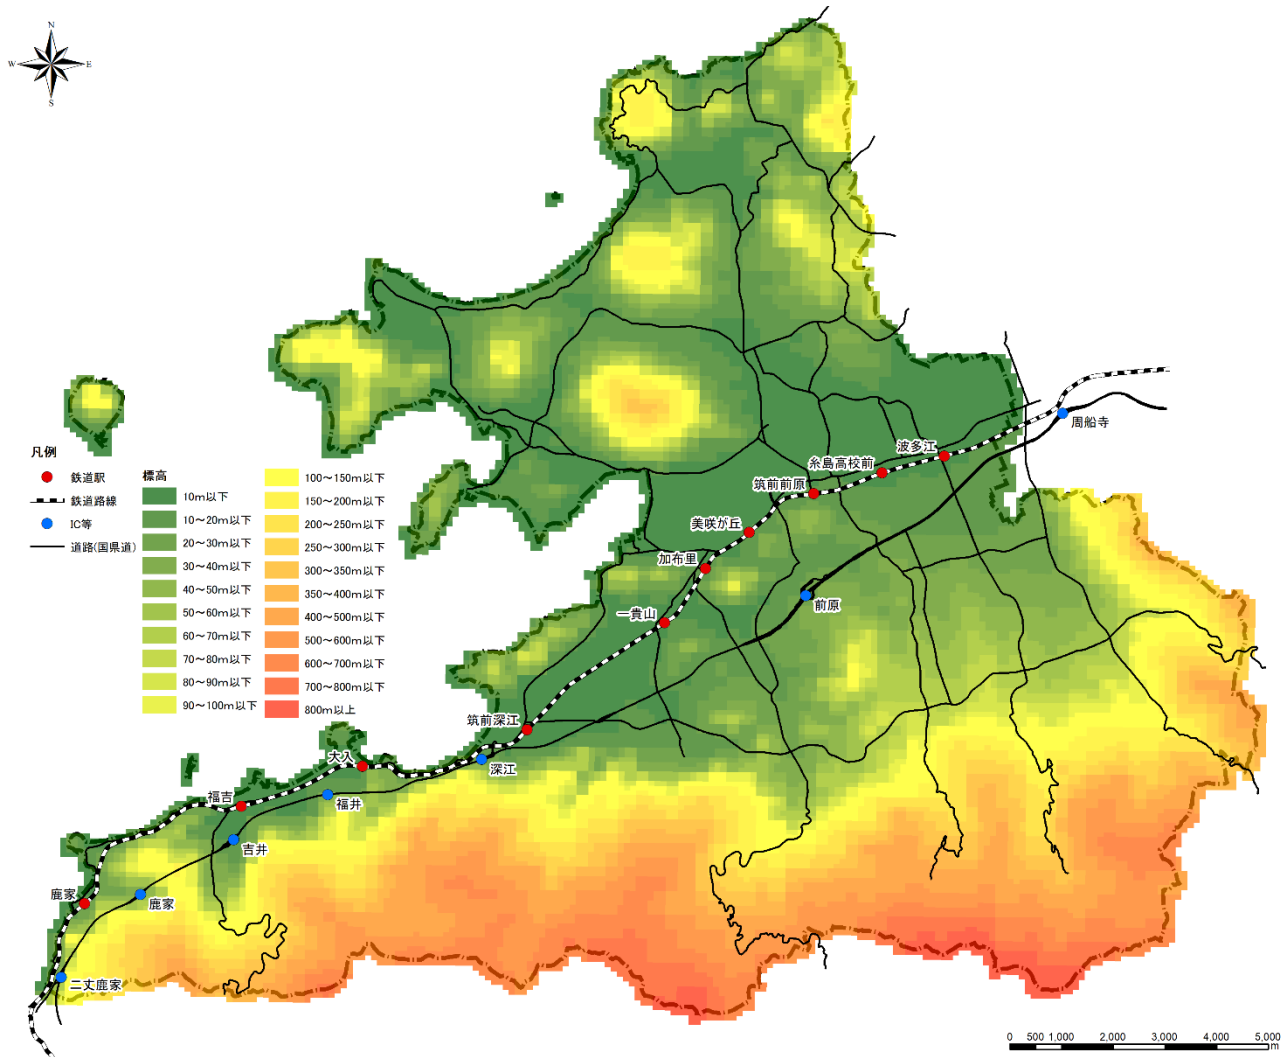 N
W
E
S
凡例
鉄道駅
鉄道路線
IC等
道路(国県道)
標高
10m以下
10～20m以下
20～30m以下
30～40m以下
40～50m以下
50～60m以下
60～70m以下
70～80m以下
80～90m以下
90～100m以下
100～150m以下
150～200m以下
200～250m以下
250～300m以下
300～350m以下
350～400m以下
400～500m以下
500～600m以下
600～700m以下
700～800m以下
800m以上
周船寺
波多江
糸島高校前
筑前前原
美咲が丘
加布里
前原
一貴山
筑前深江
深江
大入
福井
福吉
吉井
鹿家
鹿家
二丈鹿家
0 500 1,000 2,000 3,000 4,000 5,000
m